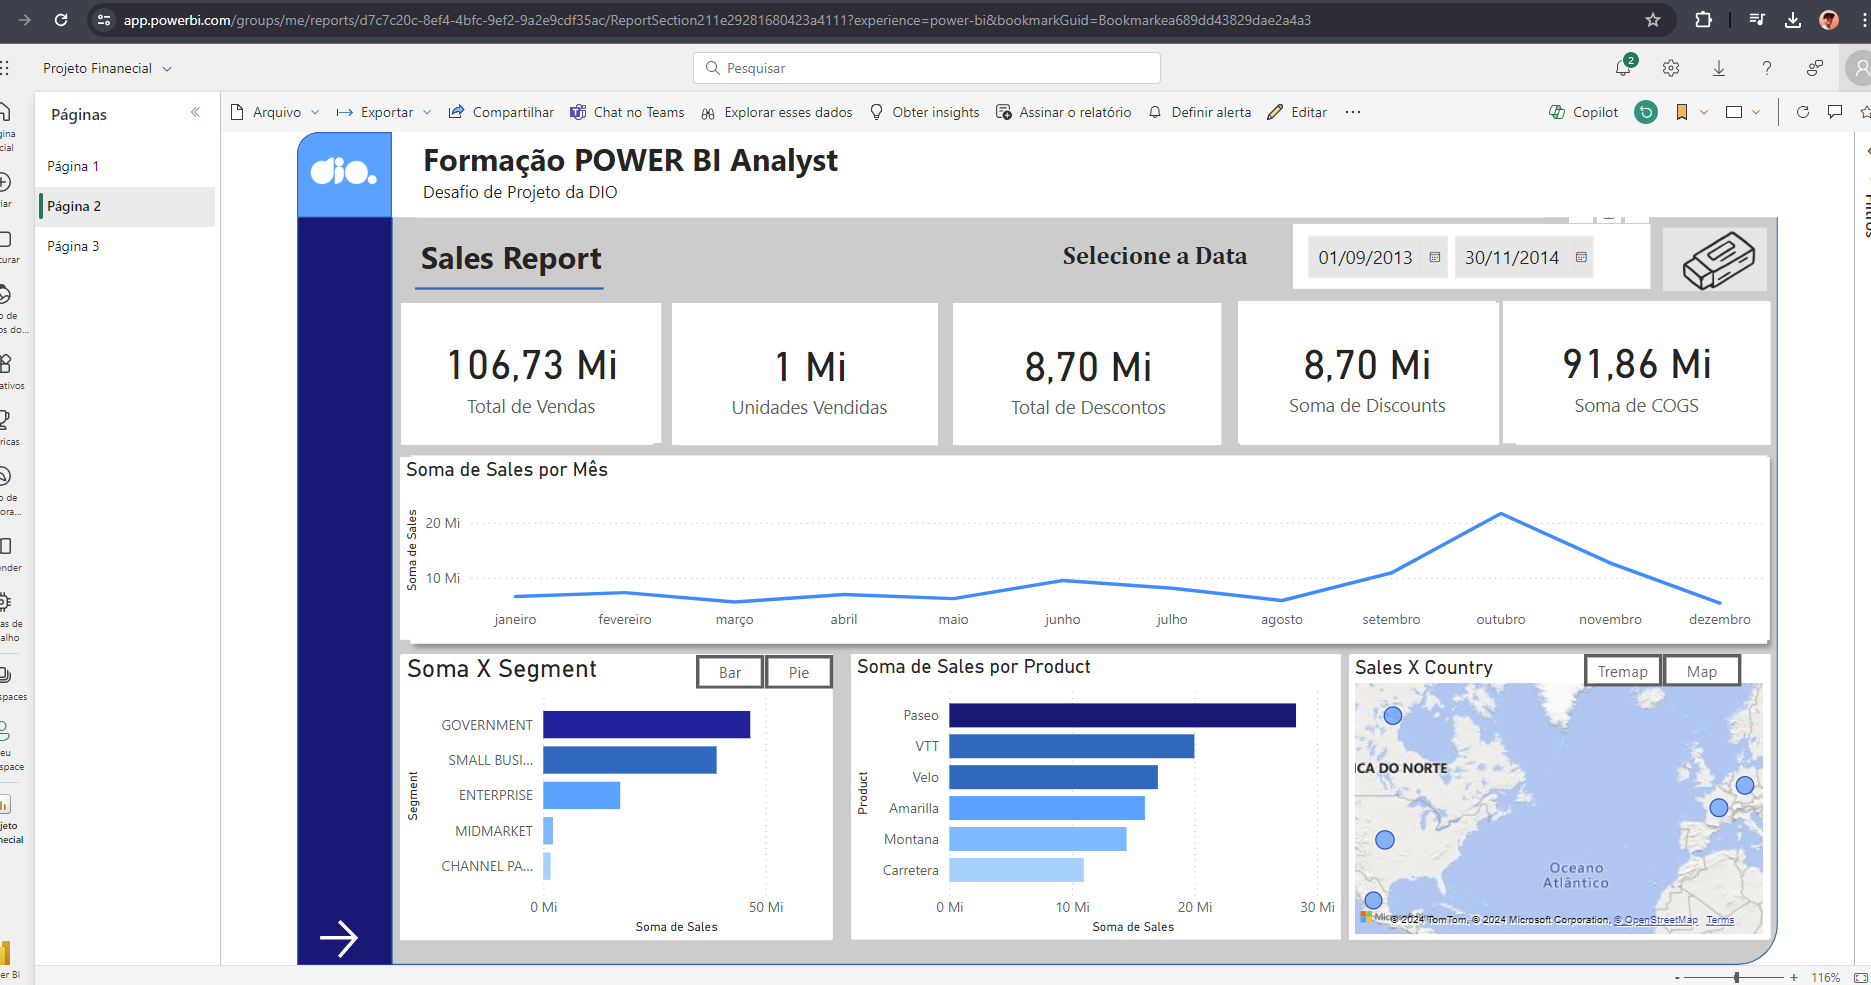 app.powerbi.com/groups/me/reports/d7c7c20c-8ef4-4bfc-9ef2-9a2e9cdf35ac/ReportSection211e29281680423a4111?experience=power-bi&bookmarkGuid=Bookmarkea689dd43829dae2a4a3
Projeto Finanecial
Pesquisar
2
Páginas
Arquivo
Exportar
Compartilhar
Chat no Teams
Explorar esses dados
Obter insights
Assinar o relatório
Definir alerta
Editar
Copilot
Página 1
Página 2
Página 3
dio.
Formação POWER BI Analyst
Desafio de Projeto da DIO
Sales Report
Selecione a Data
01/09/2013
30/11/2014
106,73 Mi
Total de Vendas
1 Mi
Unidades Vendidas
8,70 Mi
Total de Descontos
8,70 Mi
Soma de Discounts
91,86 Mi
Soma de COGS
Soma de Sales por Mês
Soma de Sales
20 Mi
10 Mi
janeiro
fevereiro
março
abril
maio
junho
julho
agosto
setembro
outubro
novembro
dezembro
Soma X Segment
Bar
Pie
Segment
GOVERNMENT
SMALL BUSI...
ENTERPRISE
MIDMARKET
CHANNEL PA...
0 Mi
50 Mi
Soma de Sales
Soma de Sales por Product
Product
Paseo
VTT
Velo
Amarilla
Montana
Carretera
0 Mi
10 Mi
20 Mi
30 Mi
Soma de Sales
Sales X Country
Tremap
Map
ICA DO NORTE
Oceano
Atlântico
© 2024 TomTom, © 2024 Microsoft Corporation, © OpenStreetMap Terms
116%